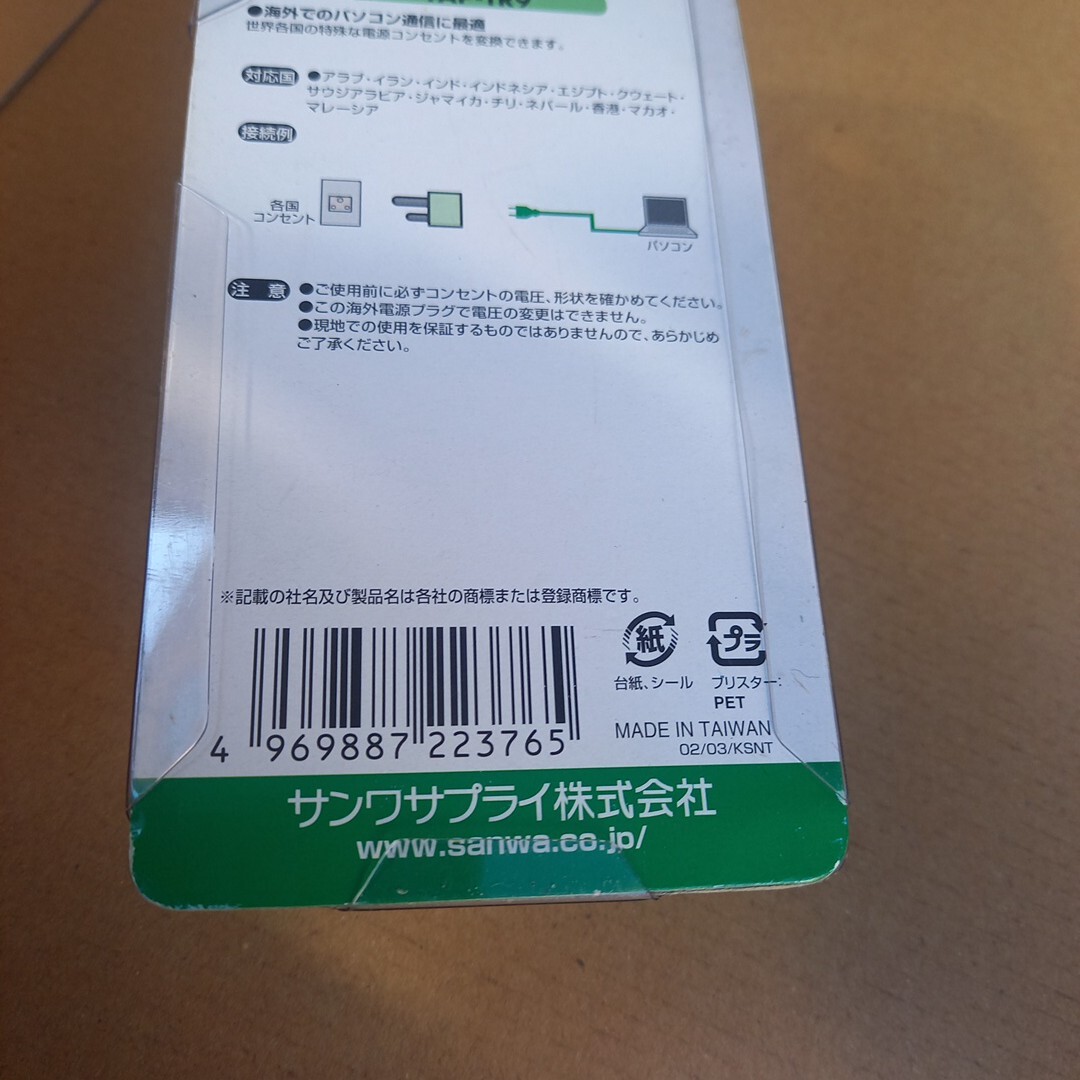 TAP-TR9
●海外でのパソコン通信に最適
世界各国の特殊な電源コンセントを変換できます。
対応国 ●アラブ・イラン・インド・インドネシア・エジプト・クウェート・
サウジアラビア・ジャマイカ・チリ・ネパール・香港・マカオ・
マレーシア
接続例
各国
コンセント
パソコン
注 意 ●ご使用前に必ずコンセントの電圧、形状を確かめてください。
●この海外電源プラグで電圧の変更はできません。
●現地での使用を保証するものではありませんので、あらかじめ
ご了承ください。
※記載の社名及び製品名は各社の商標または登録商標です。
紙 プラ
台紙、シール ブリスター:
PET
MADE IN TAIWAN
02/03/KSNT
4 969887 223765
サンワサプライ株式会社
www.sanwa.co.jp/